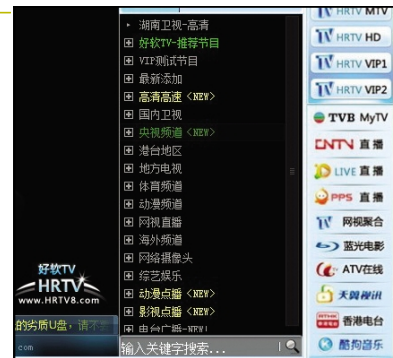 湖南卫视-高清
好软TV-推荐节目
VIP测试节目
最新添加
高清高速 <NEW>
国内卫视
央视频道 <NEW>
港台地区
地方电视
体育频道
动漫频道
网视直播
海外频道
网络摄像头
综艺娱乐
动漫点播 <NEW>
影视点播 <NEW>
电台广播-NEW!
输入关键字搜索...
好软TV
HRTV
www.HRTV8.com
的劣质U盘，请不
com
HRTV MTV
HRTV HD
HRTV VIP1
HRTV VIP2
TVB MyTV
CNTV 直播
LIVE 直播
PPS 直播
网视聚合
蓝光电影
ATV在线
天翼视讯
香港电台
酷狗音乐